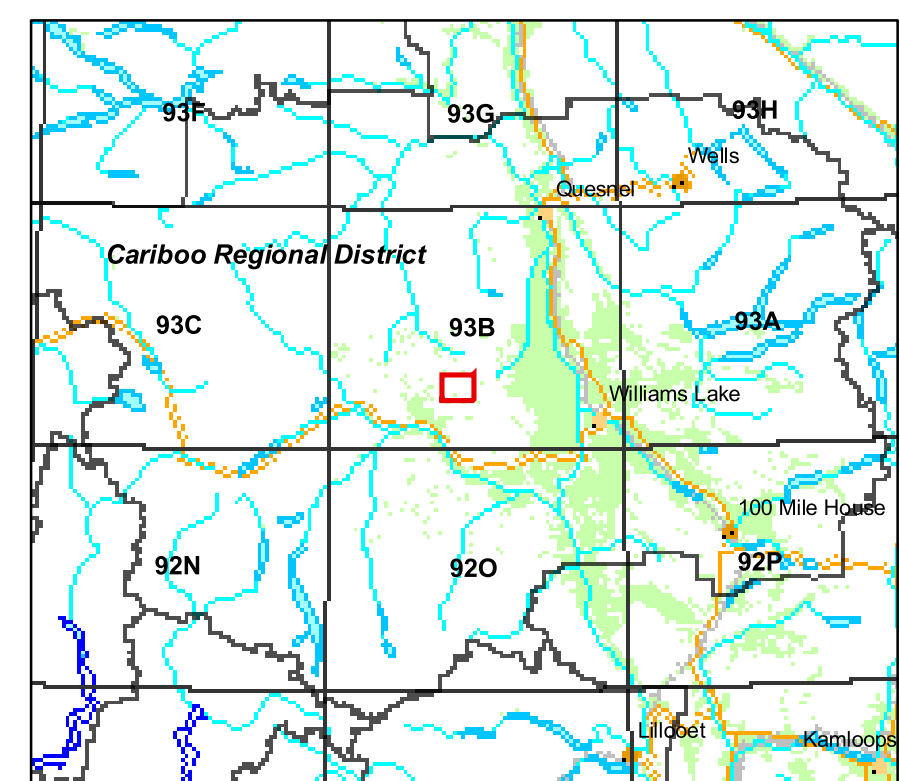 93F
93G
93H
Wells
Quesnel
Cariboo Regional District
93C
93B
93A
Williams Lake
100 Mile House
92N
92O
92P
Lillooet
Kamloops